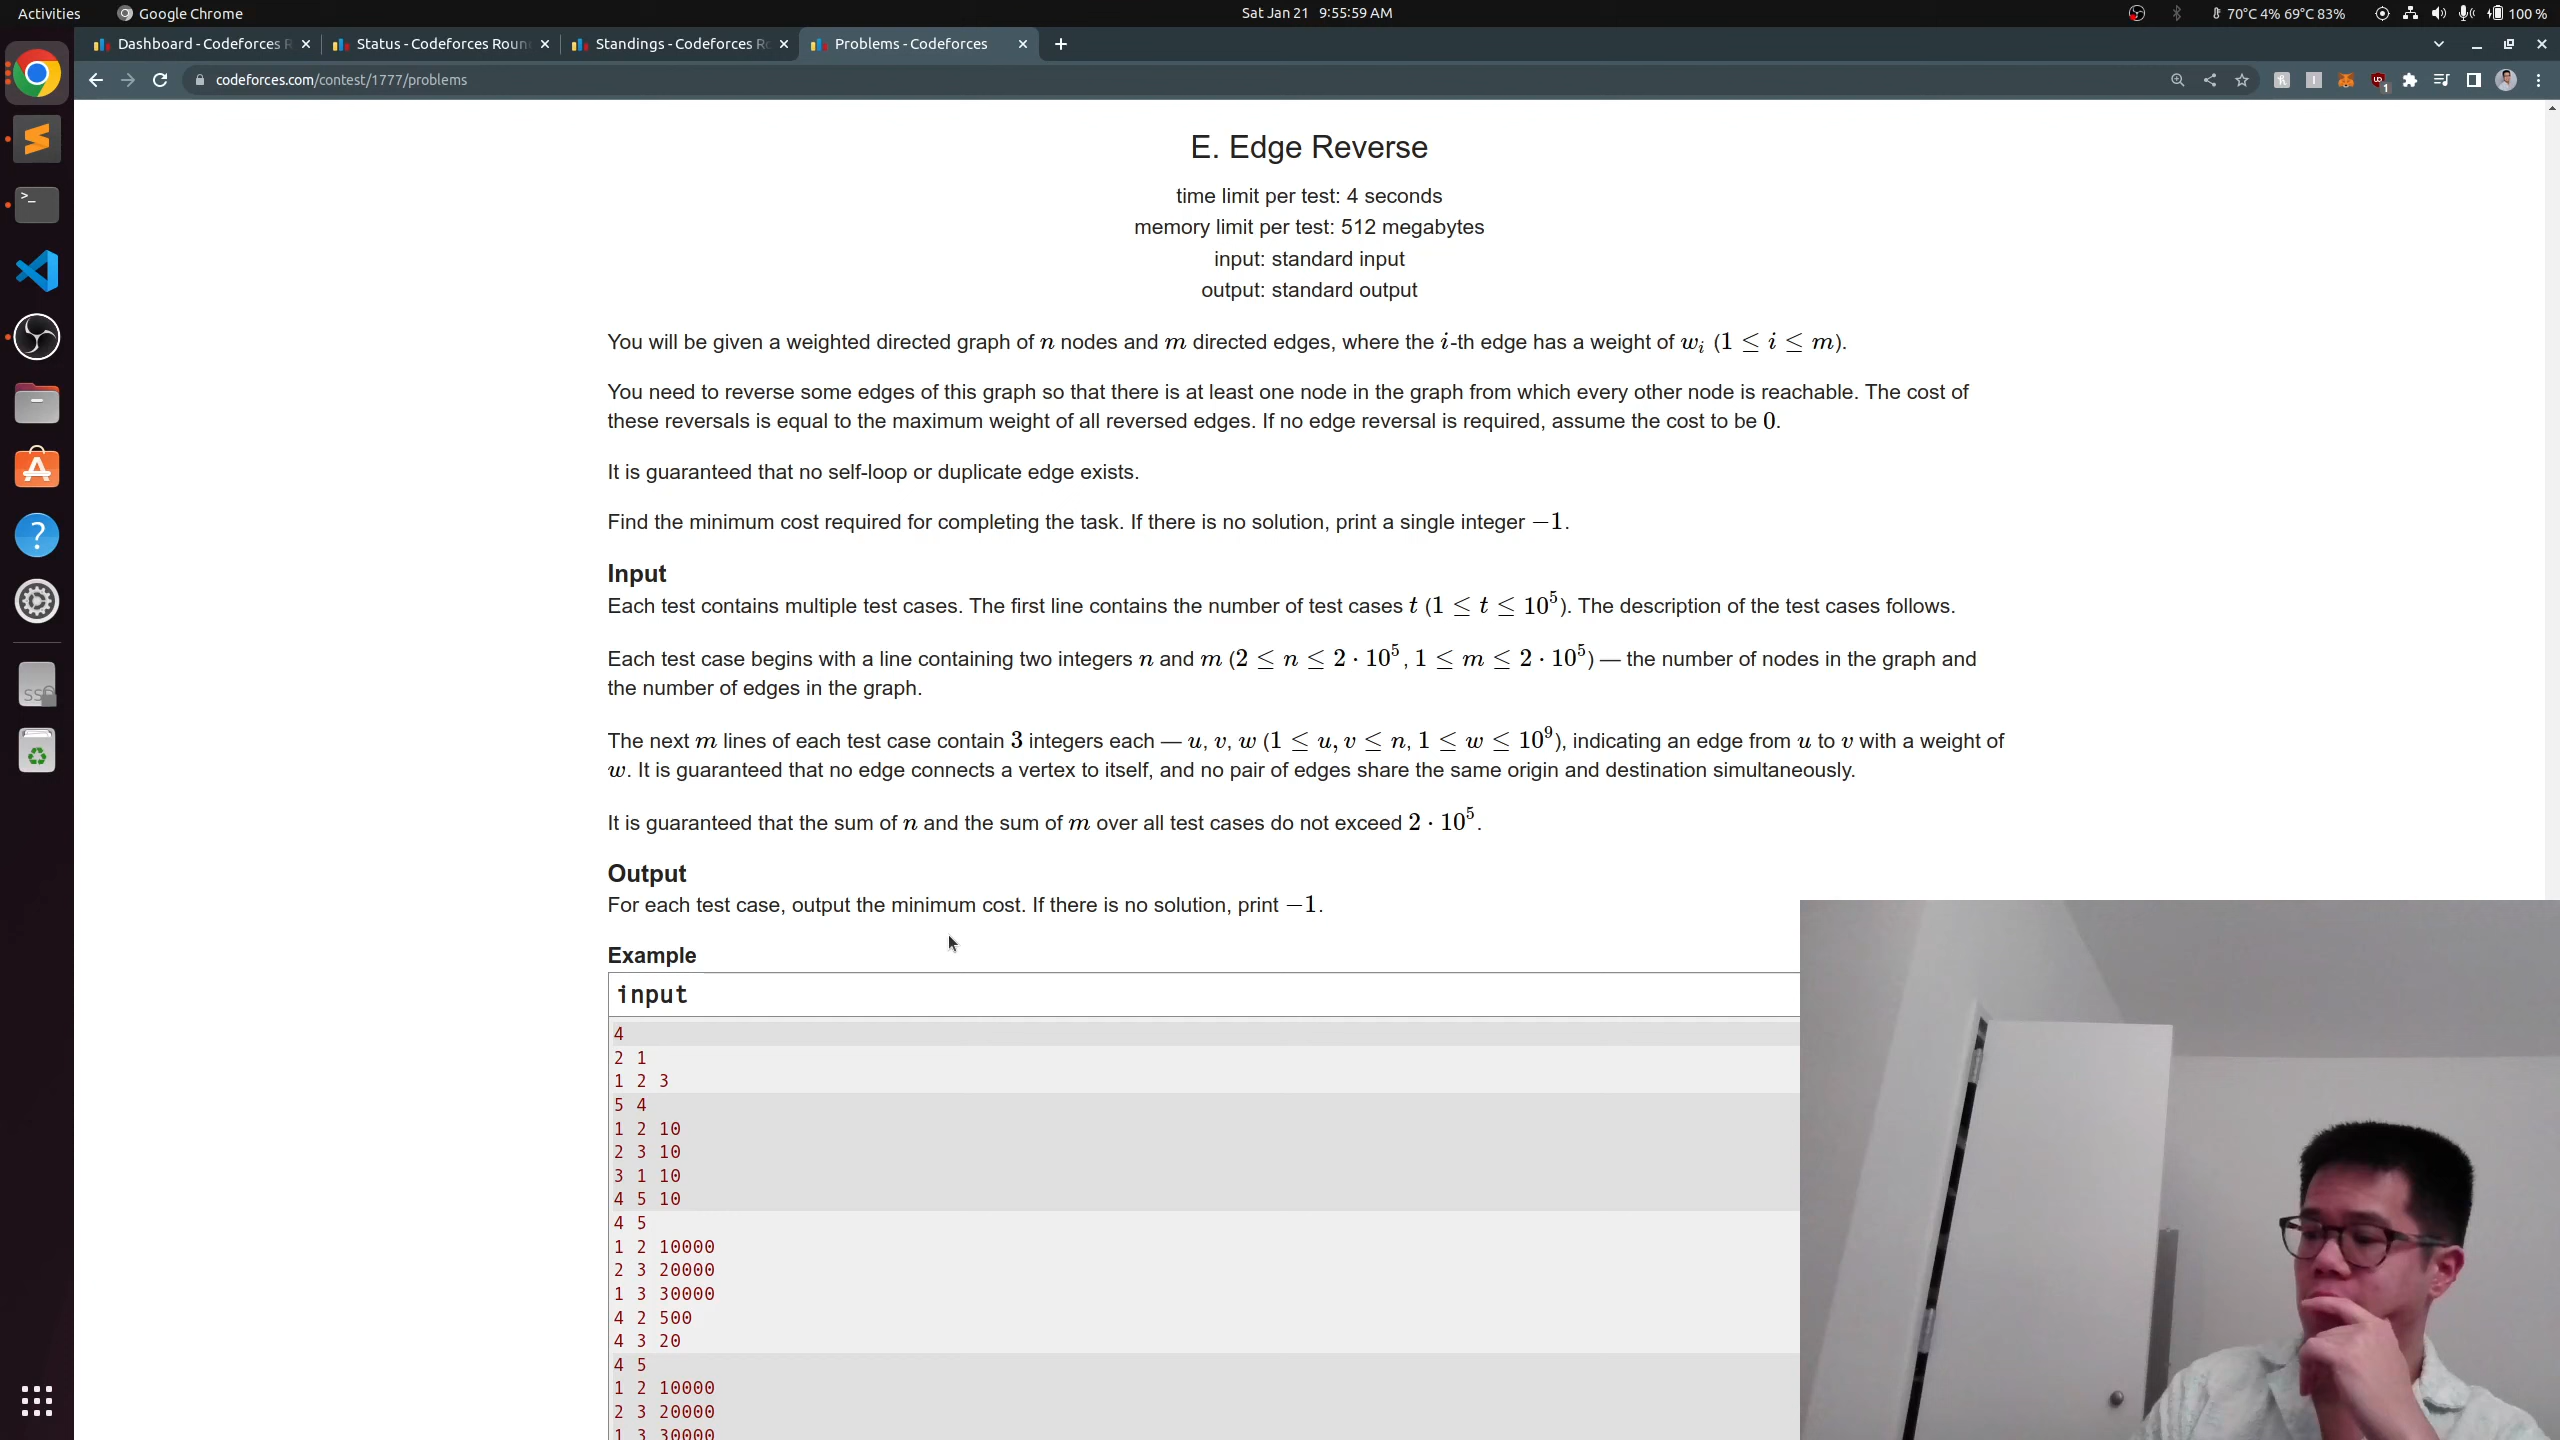 Activities
Google Chrome
Sat Jan 21 9:55:59 AM
70°C 4% 69°C 83%
100 %
Dashboard - Codeforces R
Status - Codeforces Roun
Standings - Codeforces Ro
Problems - Codeforces
codeforces.com/contest/1777/problems
E. Edge Reverse
time limit per test: 4 seconds
memory limit per test: 512 megabytes
input: standard input
output: standard output
You will be given a weighted directed graph of n nodes and m directed edges, where the i-th edge has a weight of wᵢ (1 ≤ i ≤ m).
You need to reverse some edges of this graph so that there is at least one node in the graph from which every other node is reachable. The cost of
these reversals is equal to the maximum weight of all reversed edges. If no edge reversal is required, assume the cost to be 0.
It is guaranteed that no self-loop or duplicate edge exists.
Find the minimum cost required for completing the task. If there is no solution, print a single integer −1.
Input
Each test contains multiple test cases. The first line contains the number of test cases t (1 ≤ t ≤ 10⁵). The description of the test cases follows.
Each test case begins with a line containing two integers n and m (2 ≤ n ≤ 2 · 10⁵, 1 ≤ m ≤ 2 · 10⁵) — the number of nodes in the graph and
the number of edges in the graph.
The next m lines of each test case contain 3 integers each — u, v, w (1 ≤ u, v ≤ n, 1 ≤ w ≤ 10⁹), indicating an edge from u to v with a weight of
w. It is guaranteed that no edge connects a vertex to itself, and no pair of edges share the same origin and destination simultaneously.
It is guaranteed that the sum of n and the sum of m over all test cases do not exceed 2 · 10⁵.
Output
For each test case, output the minimum cost. If there is no solution, print −1.
Example
input
4
2 1
1 2 3
5 4
1 2 10
2 3 10
3 1 10
4 5 10
4 5
1 2 10000
2 3 20000
1 3 30000
4 2 500
4 3 20
4 5
1 2 10000
2 3 20000
1 3 30000